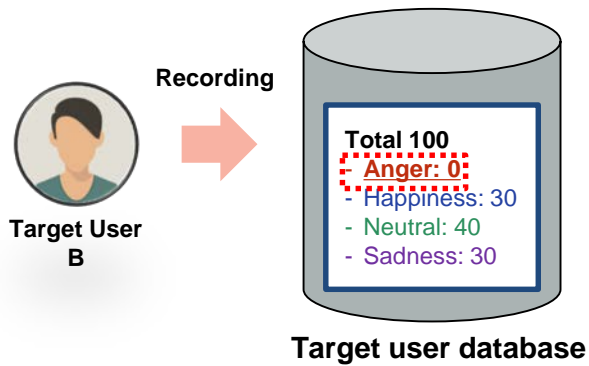 Recording
Target User
B
Total 100
- Anger: 0
- Happiness: 30
- Neutral: 40
- Sadness: 30
Target user database